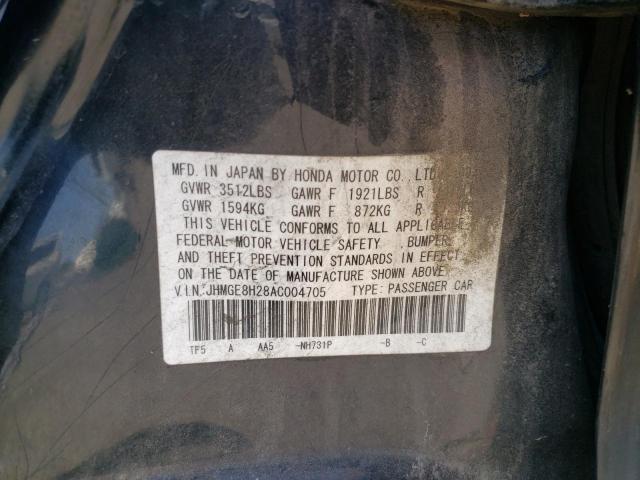 MFD. IN JAPAN BY HONDA MOTOR CO. LTD
GVWR 3512LBS GAWR F 1921LBS R
GVWR 1594KG GAWR F 872KG R
THIS VEHICLE CONFORMS TO ALL APPLICABLE
FEDERAL MOTOR VEHICLE SAFETY , BUMPER,
AND THEFT PREVENTION STANDARDS IN EFFECT
ON THE DATE OF MANUFACTURE SHOWN ABOVE.
V.I.N.:JHMGE8H28AC004705 TYPE: PASSENGER CAR
TF5 A AA5 -NH731P -B -C